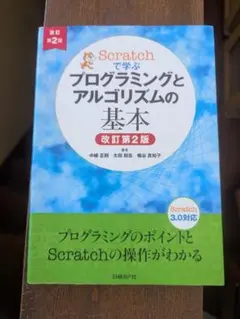 改訂
第2版
Scratch
で学ぶ
プログラミングと
アルゴリズムの
基本
改訂第2版
Scratch
3.0対応
プログラミングのポイントと
Scratchの操作がわかる
日経BP社